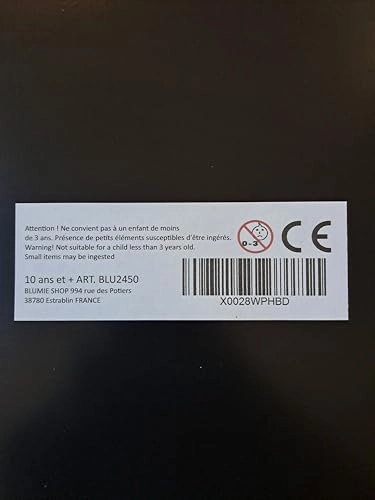 Attention ! Ne convient pas à un enfant de moins
de 3 ans. Présence de petits éléments susceptibles d'être ingérés.
Warning! Not suitable for a child less than 3 years old.
Small items may be ingested
0-3
CE
10 ans et + ART. BLU2450
BLUMIE SHOP 994 rue des Potiers
38780 Estrablin FRANCE
X0028WPHBD